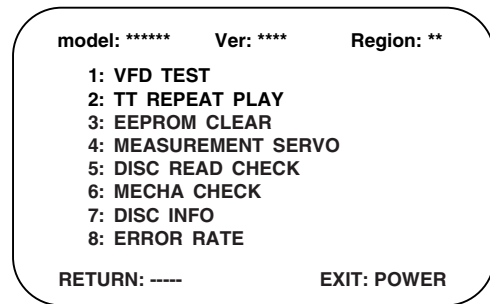 model: ****** Ver: **** Region: **
1: VFD TEST
2: TT REPEAT PLAY
3: EEPROM CLEAR
4: MEASUREMENT SERVO
5: DISC READ CHECK
6: MECHA CHECK
7: DISC INFO
8: ERROR RATE
RETURN: ----- EXIT: POWER